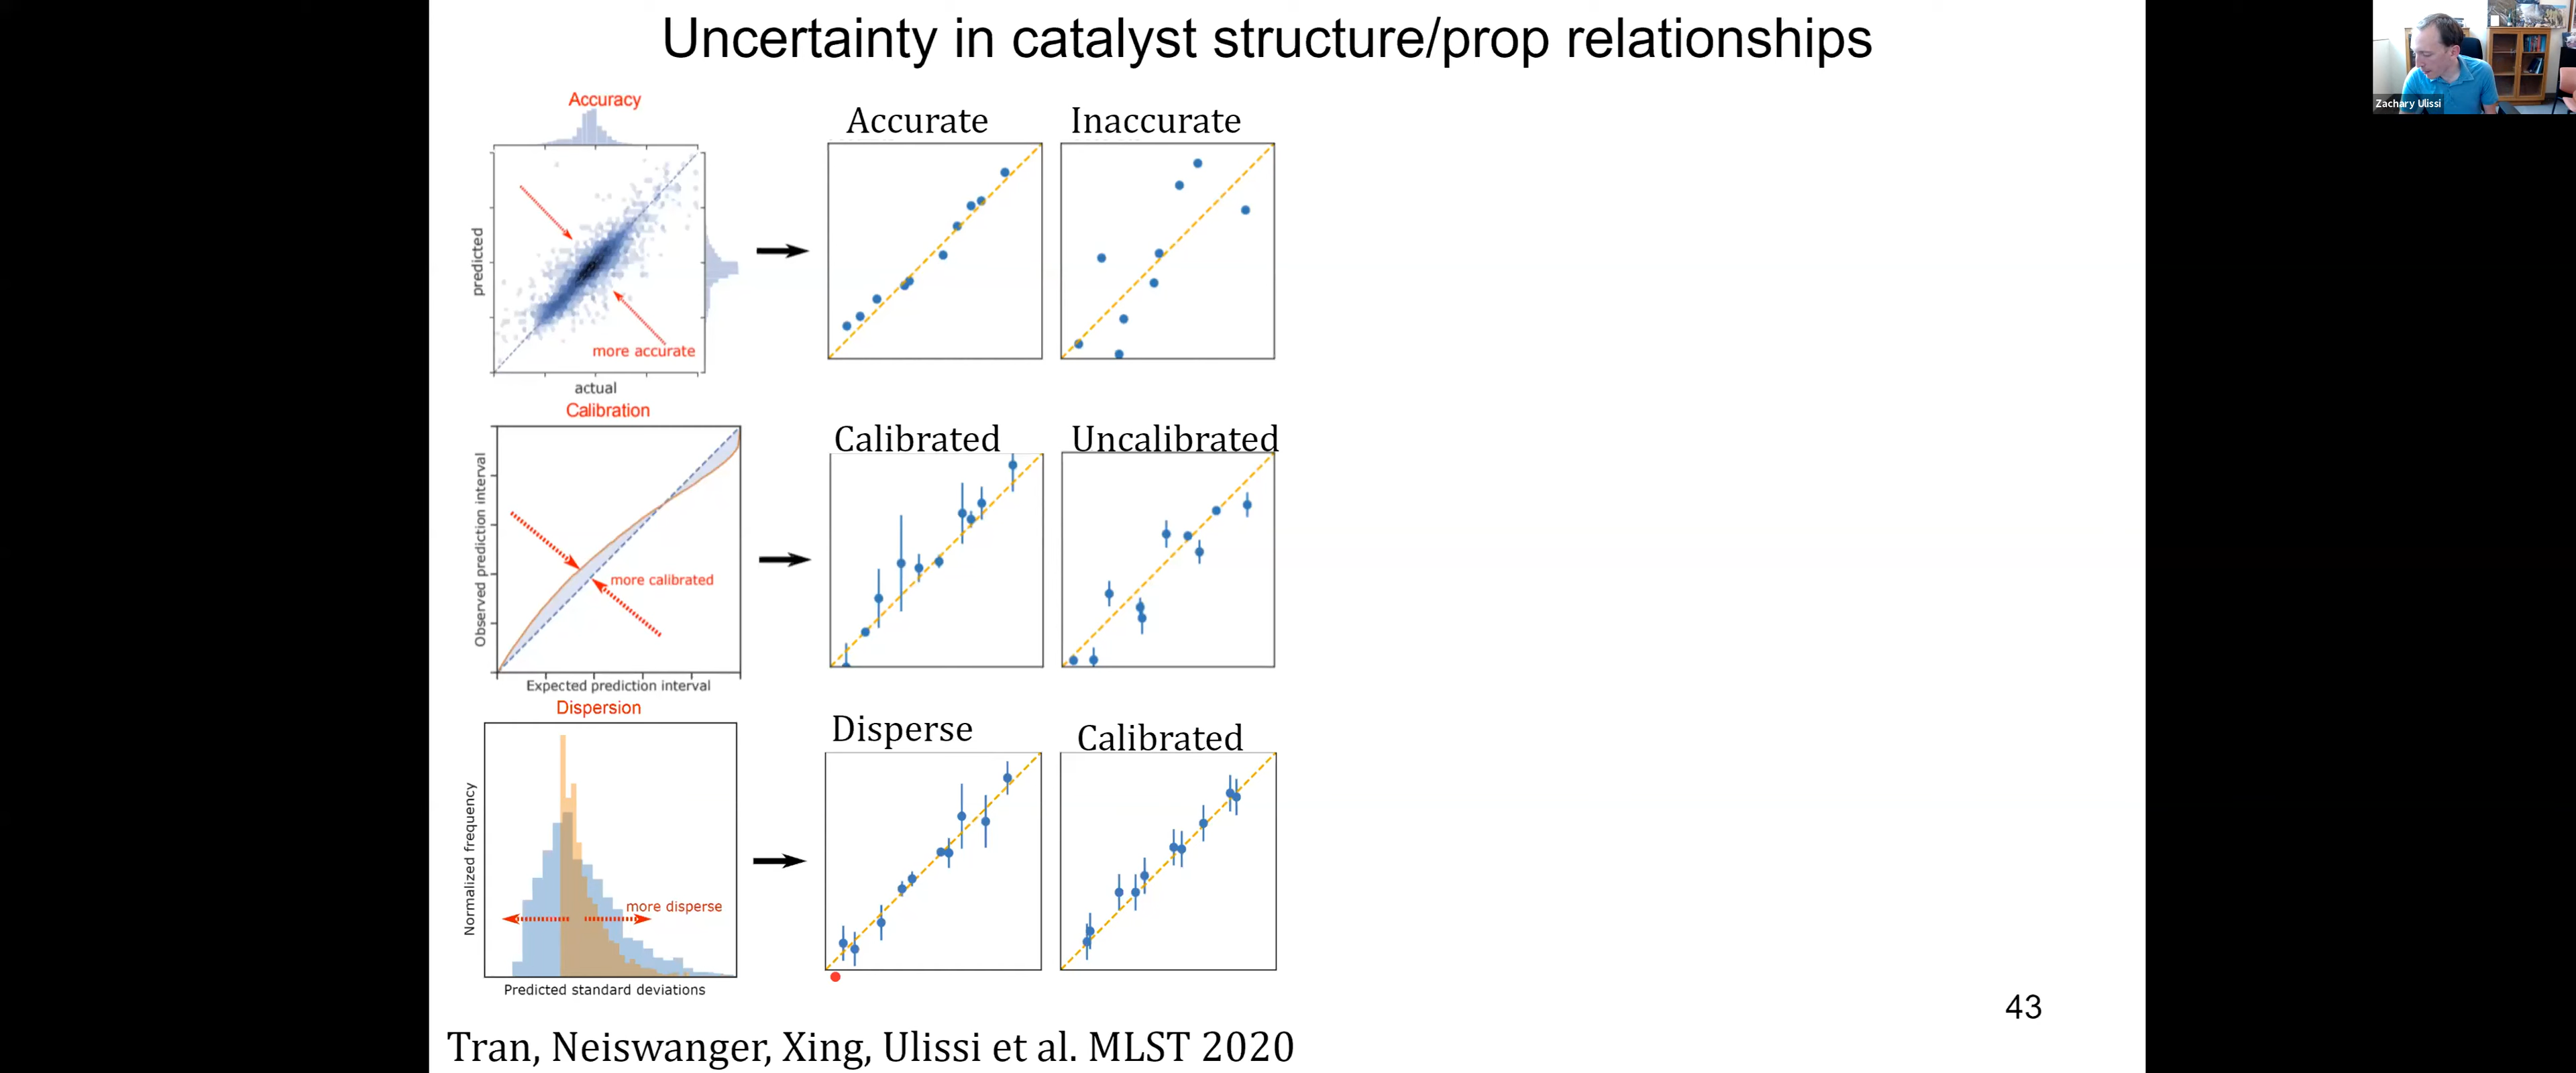 Uncertainty in catalyst structure/prop relationships
Zachary Ulissi
Accuracy
predicted
more accurate
actual
Accurate
Inaccurate
Calibration
Observed prediction interval
more calibrated
Expected prediction interval
Calibrated
Uncalibrated
Dispersion
Normalized frequency
more disperse
Predicted standard deviations
Disperse
Calibrated
43
Tran, Neiswanger, Xing, Ulissi et al. MLST 2020